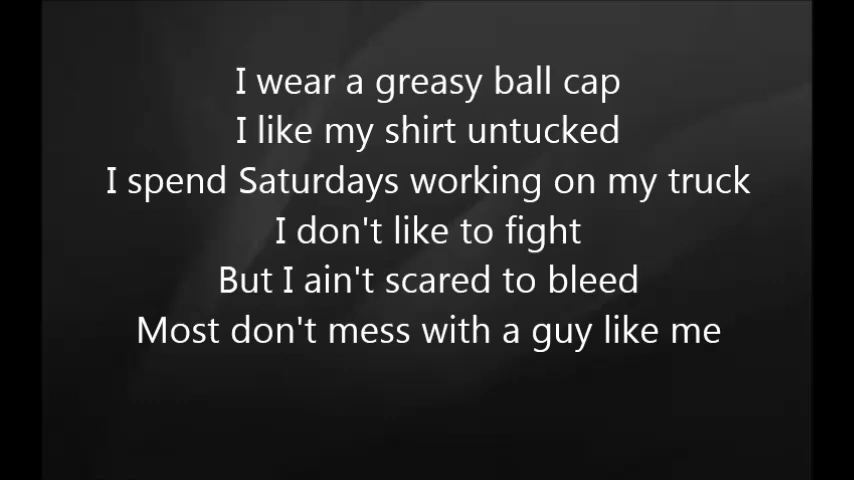 I wear a greasy ball cap
I like my shirt untucked
I spend Saturdays working on my truck
I don't like to fight
But I ain't scared to bleed
Most don't mess with a guy like me